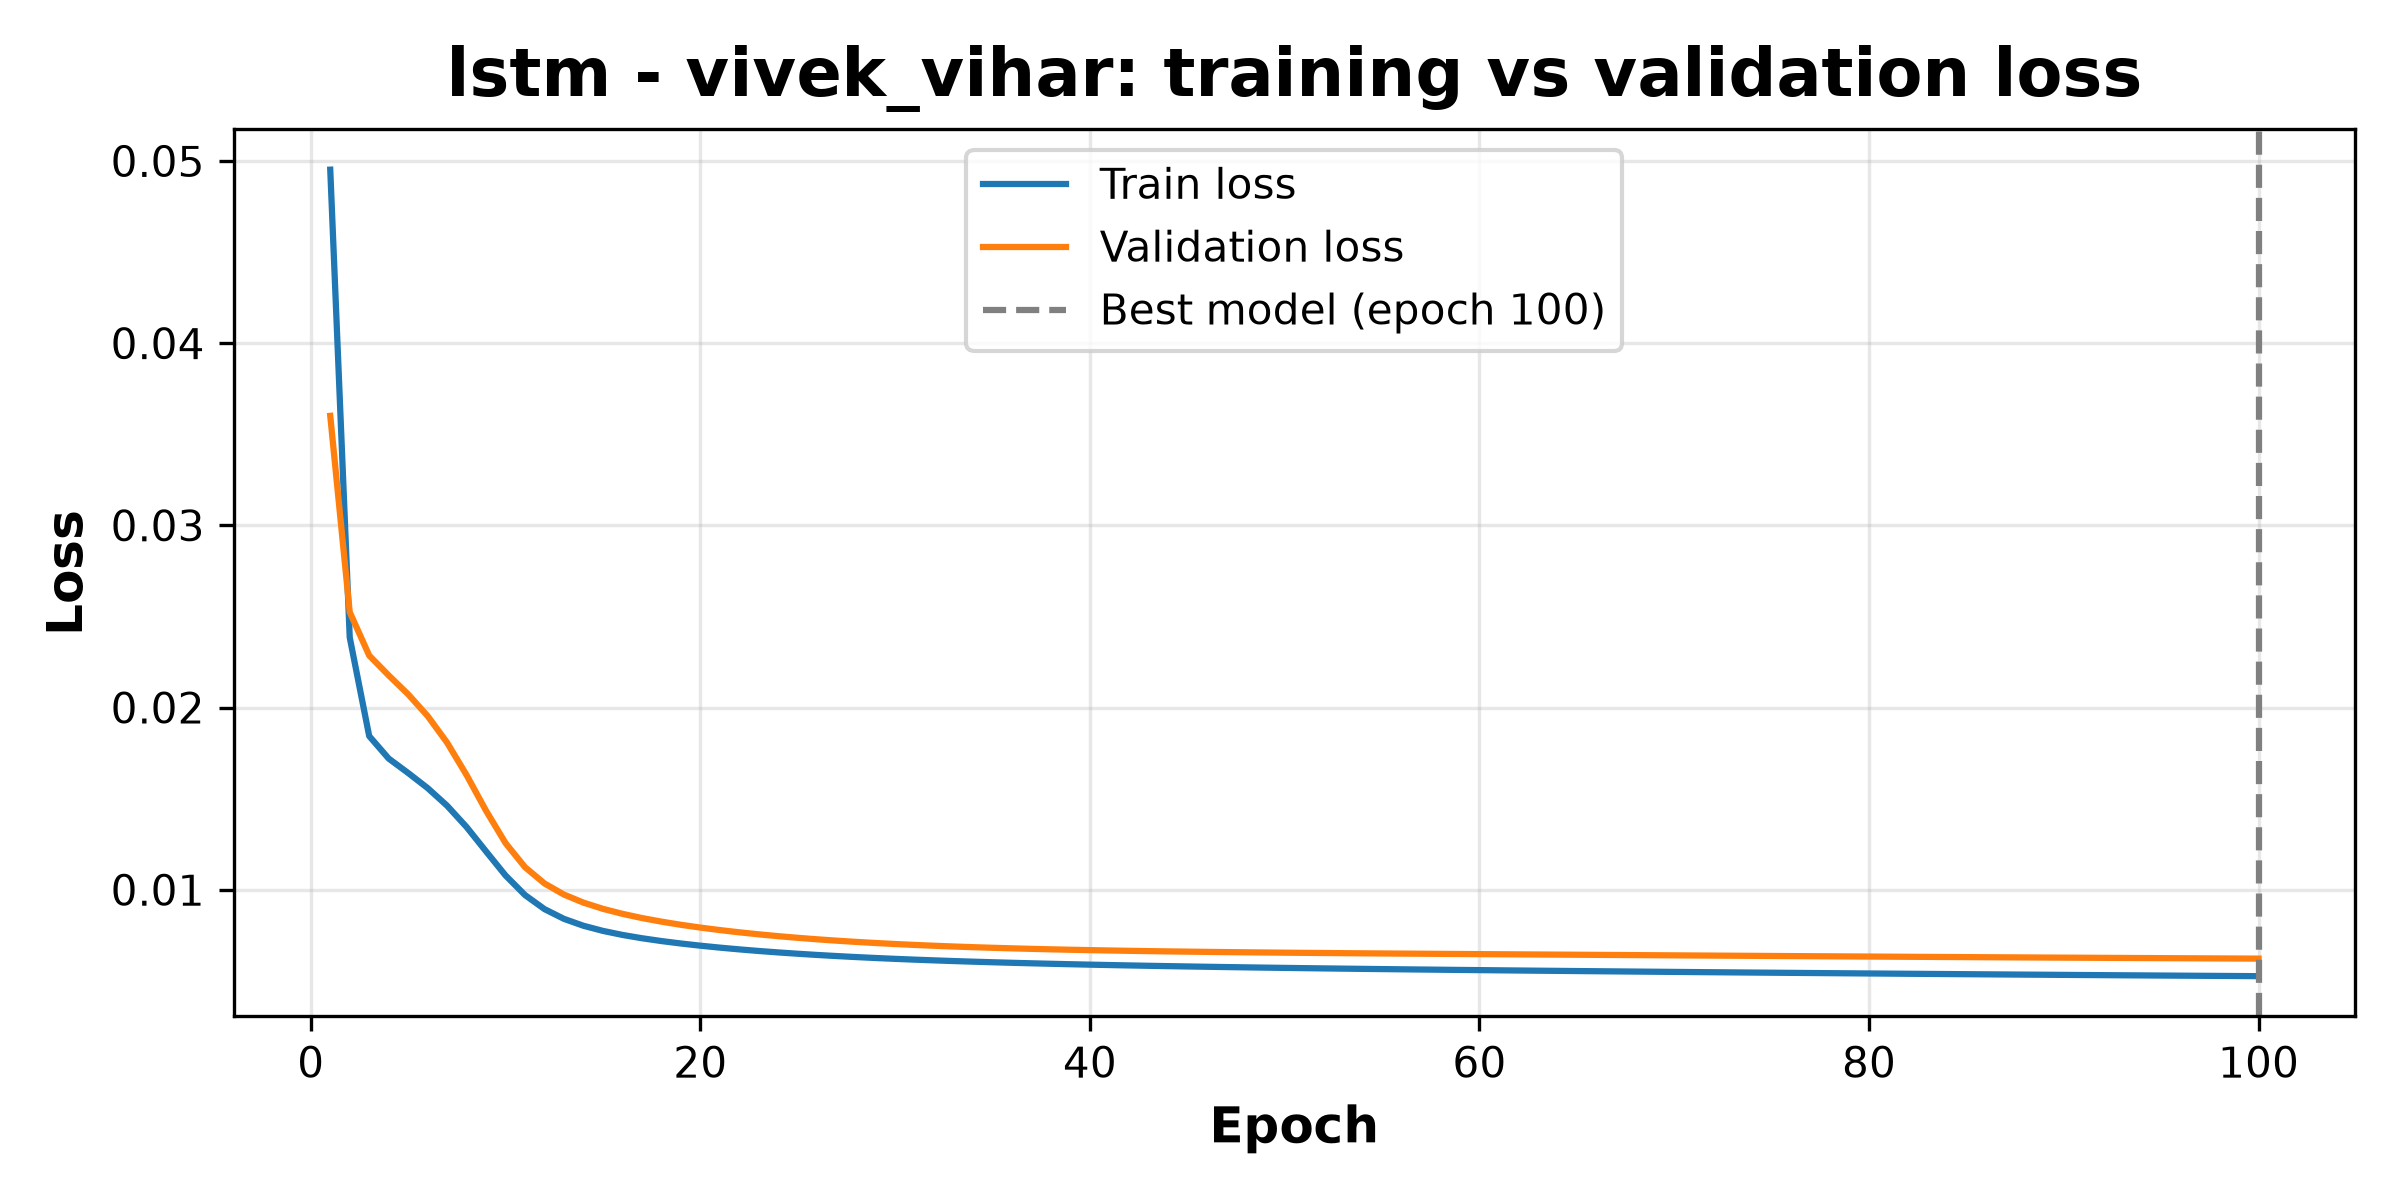 lstm - vivek_vihar: training vs validation loss
Train loss
Validation loss
Best model (epoch 100)
Loss
0.05
0.04
0.03
0.02
0.01
0 20 40 60 80 100
Epoch